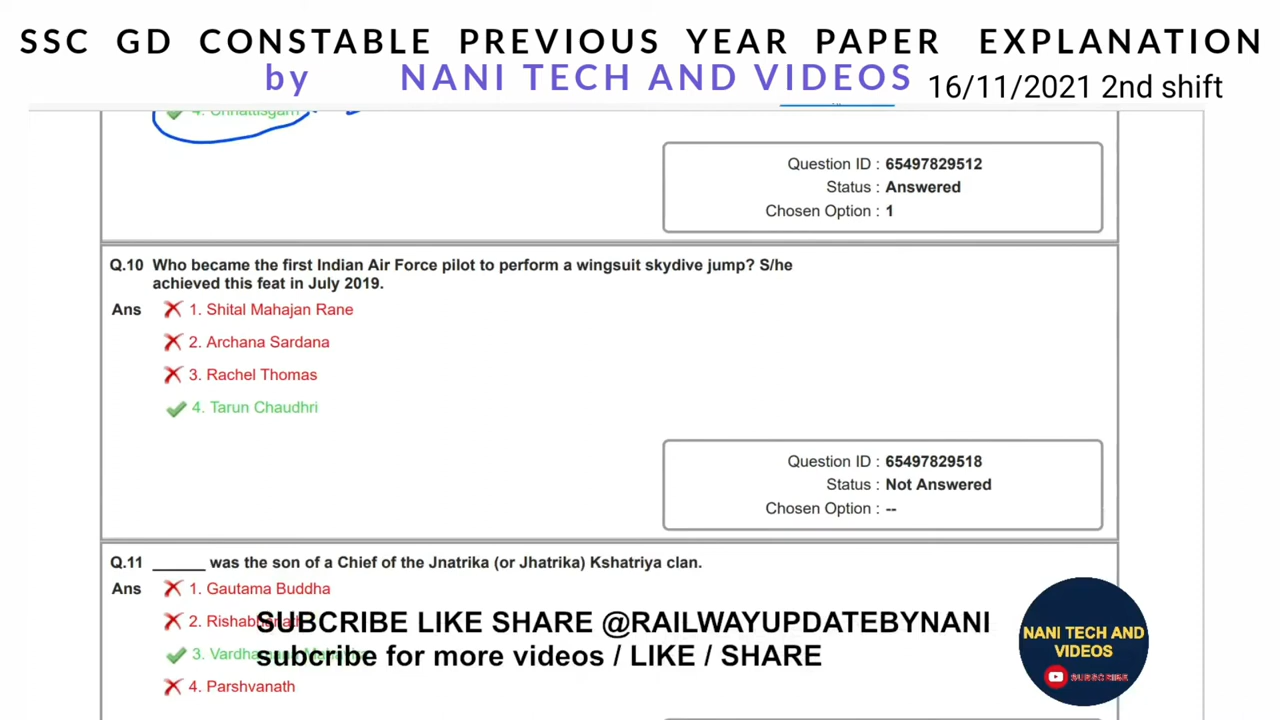 SSC GD CONSTABLE PREVIOUS YEAR PAPER EXPLANATION
by NANI TECH AND VIDEOS 16/11/2021 2nd shift
4. Chhattisgarh
Question ID : 65497829512
Status : Answered
Chosen Option : 1
Q.10 Who became the first Indian Air Force pilot to perform a wingsuit skydive jump? S/he
achieved this feat in July 2019.
Ans 1. Shital Mahajan Rane
2. Archana Sardana
3. Rachel Thomas
4. Tarun Chaudhri
Question ID : 65497829518
Status : Not Answered
Chosen Option : --
Q.11 ______ was the son of a Chief of the Jnatrika (or Jhatrika) Kshatriya clan.
Ans 1. Gautama Buddha
2.
SUBCRIBE LIKE SHARE @RAILWAYUPDATEBYNANI
3.
subcribe for more videos / LIKE / SHARE
4. Parshvanath
NANI TECH AND
VIDEOS
SUBSCRIBE